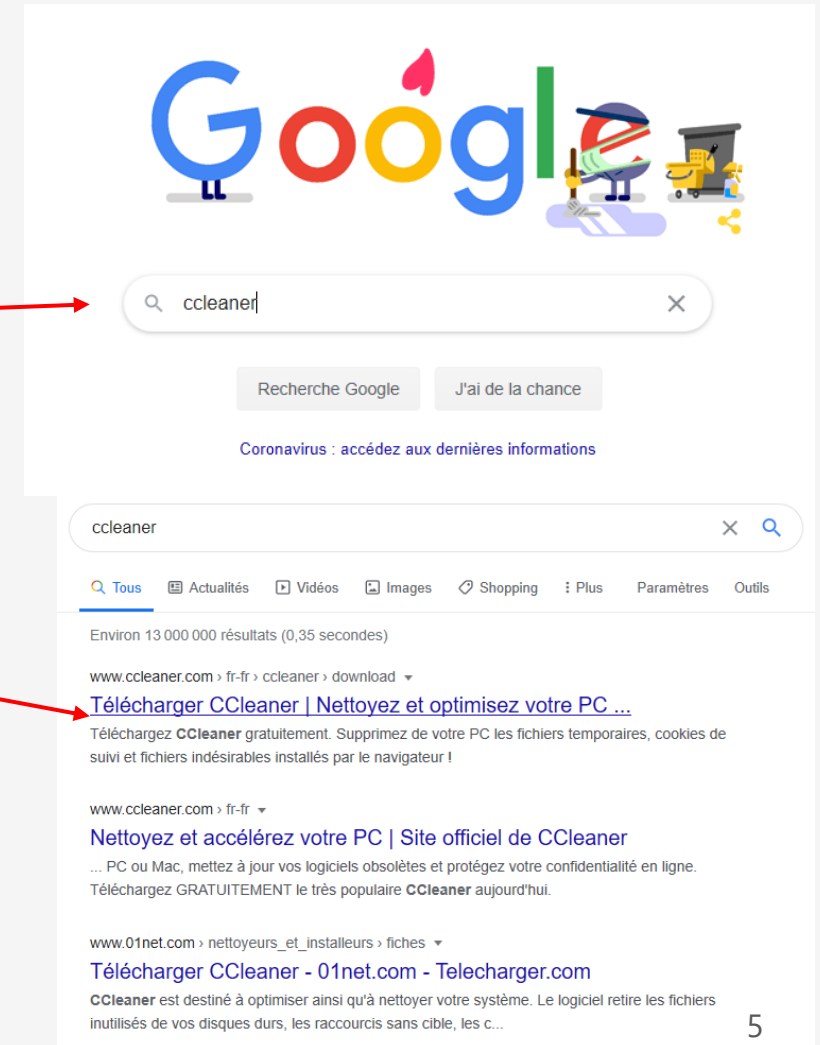 Google
ccleaner
Recherche Google J'ai de la chance
Coronavirus : accédez aux dernières informations
ccleaner
Tous Actualités Vidéos Images Shopping Plus Paramètres Outils
Environ 13 000 000 résultats (0,35 secondes)
www.ccleaner.com › fr-fr › ccleaner › download
Télécharger CCleaner | Nettoyez et optimisez votre PC ...
Téléchargez CCleaner gratuitement. Supprimez de votre PC les fichiers temporaires, cookies de
suivi et fichiers indésirables installés par le navigateur !
www.ccleaner.com › fr-fr
Nettoyez et accélérez votre PC | Site officiel de CCleaner
... PC ou Mac, mettez à jour vos logiciels obsolètes et protégez votre confidentialité en ligne.
Téléchargez GRATUITEMENT le très populaire CCleaner aujourd'hui.
www.01net.com › nettoyeurs_et_installeurs › fiches
Télécharger CCleaner - 01net.com - Telecharger.com
CCleaner est destiné à optimiser ainsi qu'à nettoyer votre système. Le logiciel retire les fichiers
inutilisés de vos disques durs, les raccourcis sans cible, les c...
5